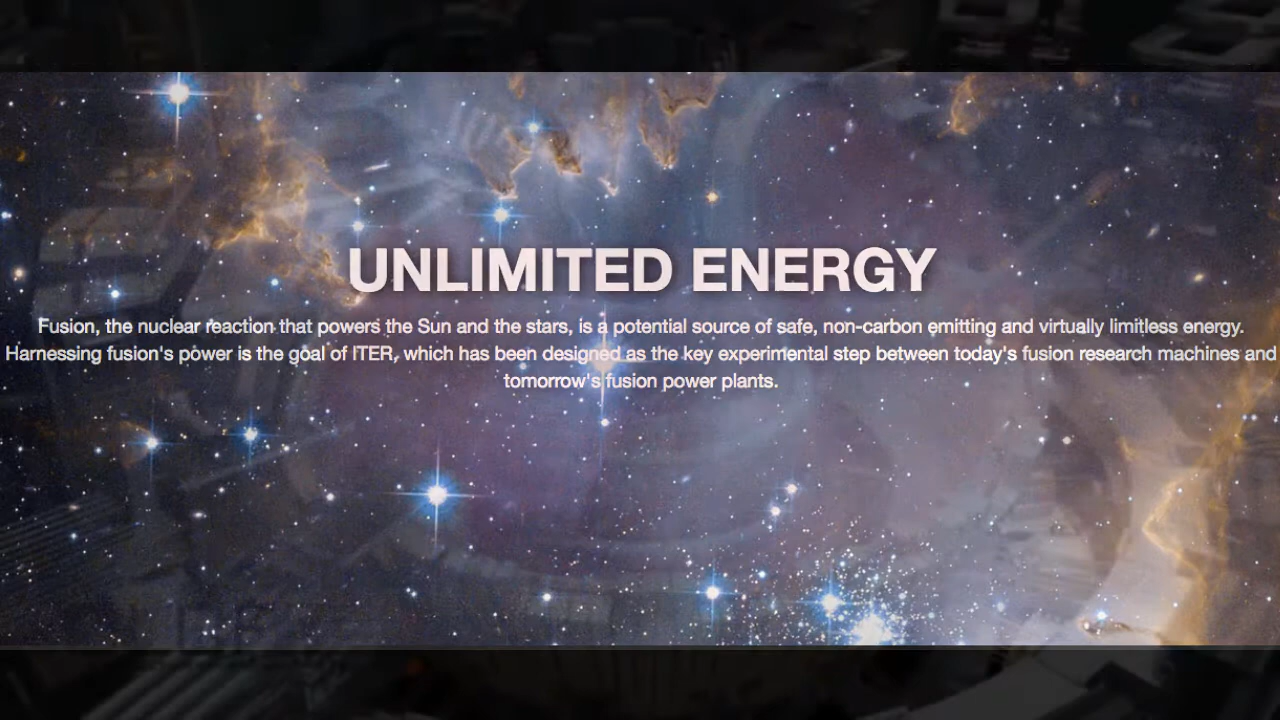 UNLIMITED ENERGY
Fusion, the nuclear reaction that powers the Sun and the stars, is a potential source of safe, non-carbon emitting and virtually limitless energy.
Harnessing fusion's power is the goal of ITER, which has been designed as the key experimental step between today's fusion research machines and
tomorrow's fusion power plants.